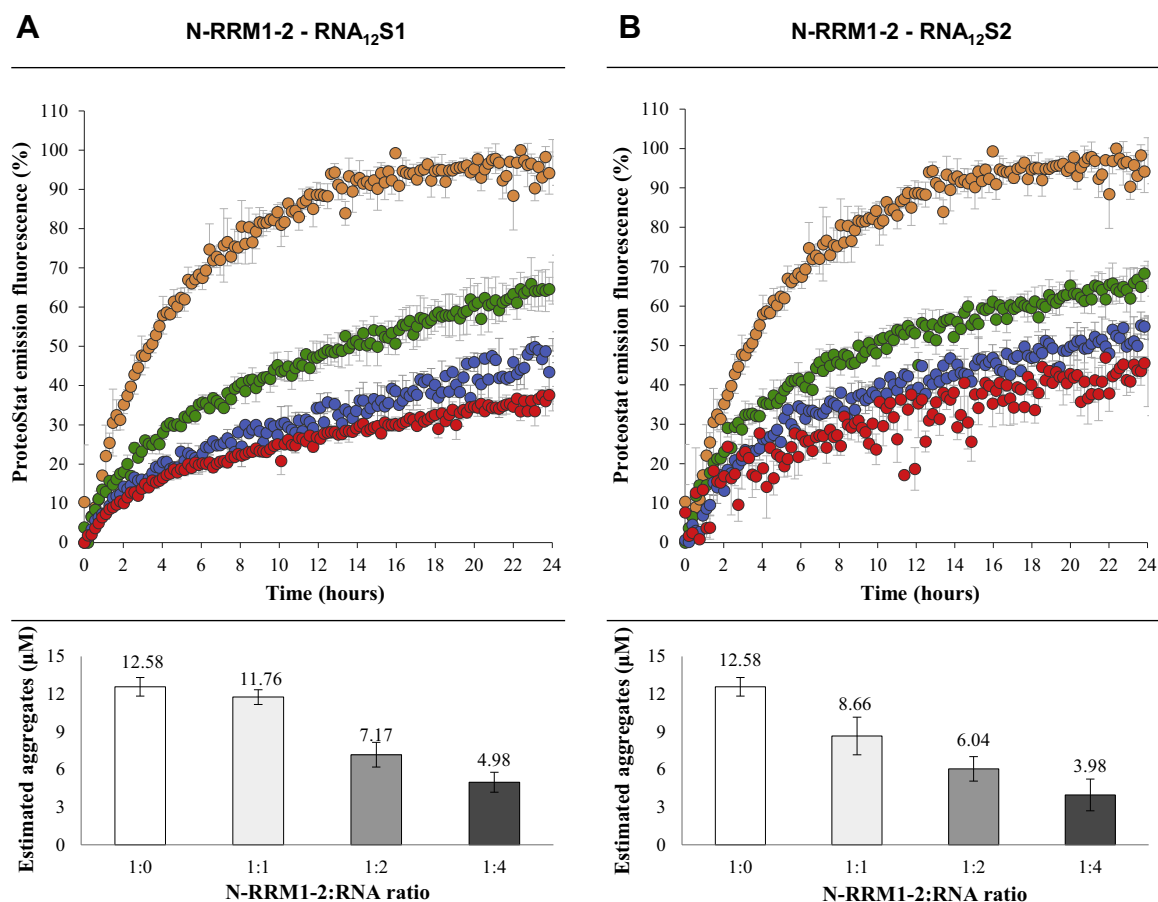 A
N-RRM1-2 - RNA₁₂S1
ProteoStat emission fluorescence (%)
110
100
90
80
70
60
50
40
30
20
10
0
0 2 4 6 8 10 12 14 16 18 20 22 24
Time (hours)
Estimated aggregates (µM)
15
12
9
6
3
0
12.58
11.76
7.17
4.98
1:0 1:1 1:2 1:4
N-RRM1-2:RNA ratio
B
N-RRM1-2 - RNA₁₂S2
ProteoStat emission fluorescence (%)
110
100
90
80
70
60
50
40
30
20
10
0
0 2 4 6 8 10 12 14 16 18 20 22 24
Time (hours)
Estimated aggregates (µM)
15
12
9
6
3
0
12.58
8.66
6.04
3.98
1:0 1:1 1:2 1:4
N-RRM1-2:RNA ratio